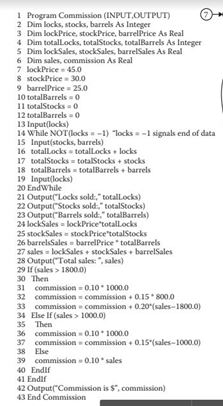 1 Program Commission (INPUT,OUTPUT)
2 Dim locks, stocks, barrels As Integer
3 Dim lockPrice, stockPrice, barrelPrice As Real
4 Dim totalLocks, totalStocks, totalBarrels As Integer
5 Dim lockSales, stockSales, barrelSales As Real
6 Dim sales, commission As Real
7 lockPrice = 45.0
8 stockPrice = 30.0
9 barrelPrice = 25.0
10 totalBarrels = 0
11 totalStocks = 0
12 totalBarrels = 0
13 Input(locks)
14 While NOT(locks = –1) "locks = –1 signals end of data
15 Input(stocks, barrels)
16 totalLocks = totalLocks + locks
17 totalStocks = totalStocks + stocks
18 totalBarrels = totalBarrels + barrels
19 Input(locks)
20 EndWhile
21 Output("Locks sold:," totalLocks)
22 Output("Stocks sold:," totalStocks)
23 Output("Barrels sold:," totalBarrels)
24 lockSales = lockPrice*totalLocks
25 stockSales = stockPrice*totalStocks
26 barrelsSales = barrelPrice * totalBarrels
27 sales = lockSales + stockSales + barrelSales
28 Output("Total sales: ", sales)
29 If (sales > 1800.0)
30 Then
31 commission = 0.10 * 1000.0
32 commission = commission + 0.15 * 800.0
33 commission = commission + 0.20*(sales–1800.0)
34 Else If (sales > 1000.0)
35 Then
36 commission = 0.10 * 1000.0
37 commission = commission + 0.15*(sales–1000.0)
38 Else
39 commission = 0.10 * sales
40 EndIf
41 EndIf
42 Output("Commission is $", commission)
43 End Commission
7